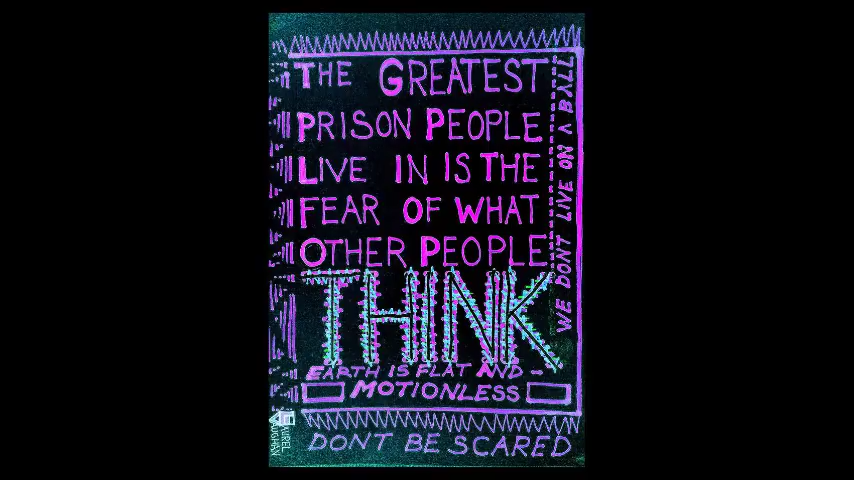 THE GREATEST
PRISON PEOPLE
LIVE IN IS THE
FEAR OF WHAT
OTHER PEOPLE
THINK
EARTH IS FLAT AND -
MOTIONLESS
DONT BE SCARED
WE DONT LIVE ON A BALL